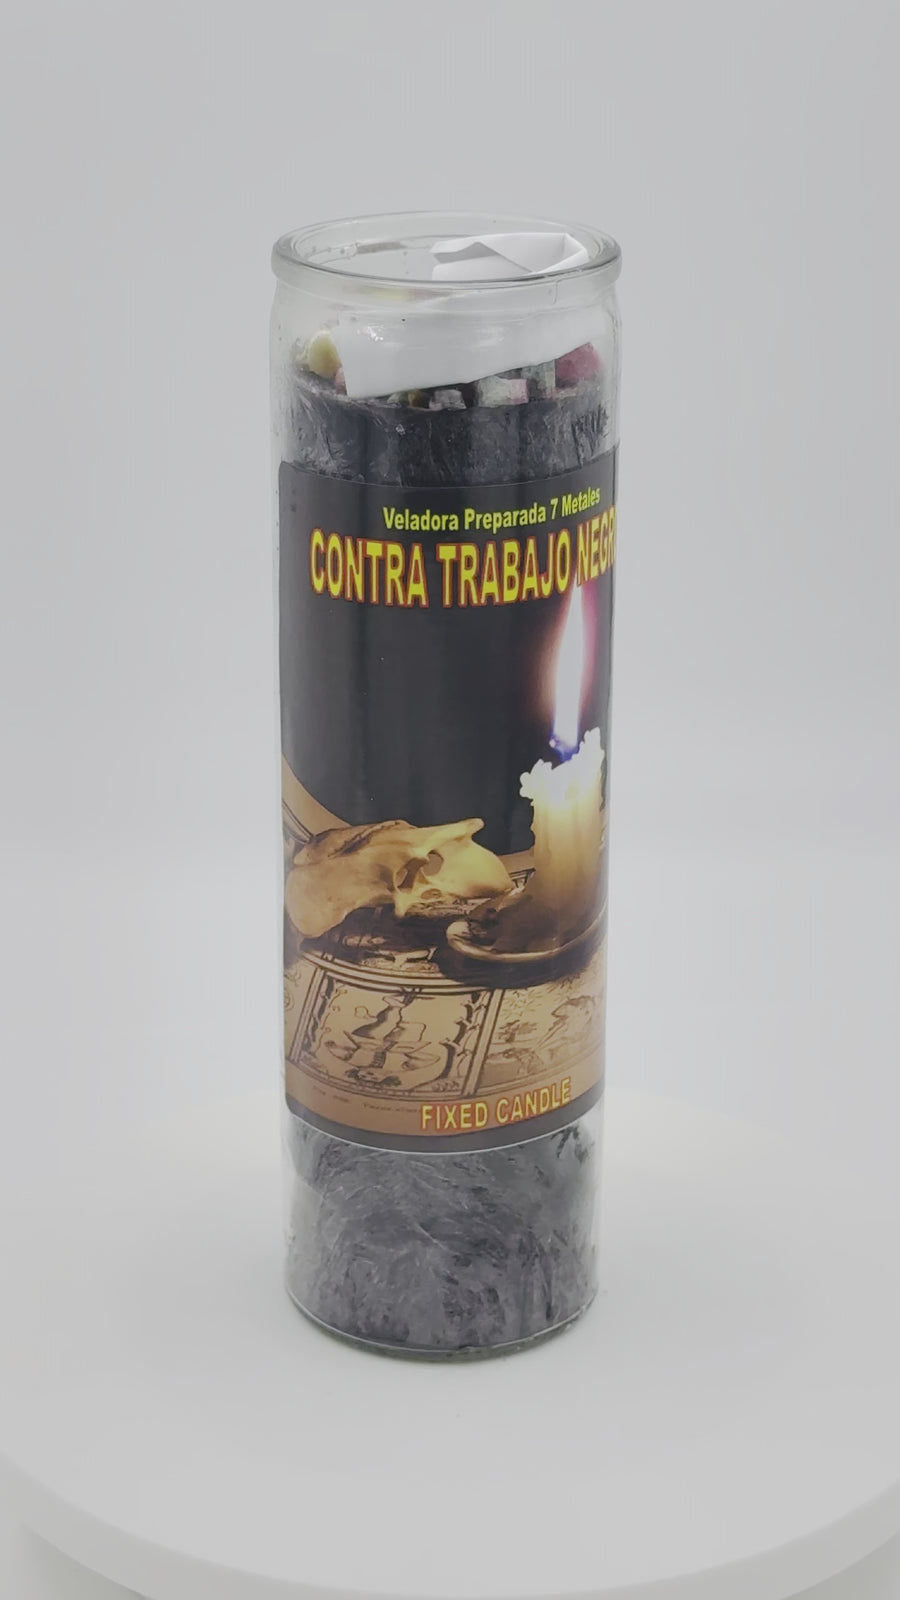 Veladora Preparada 7 Metales
CONTRA TRABAJO NEGR
FIXED CANDLE